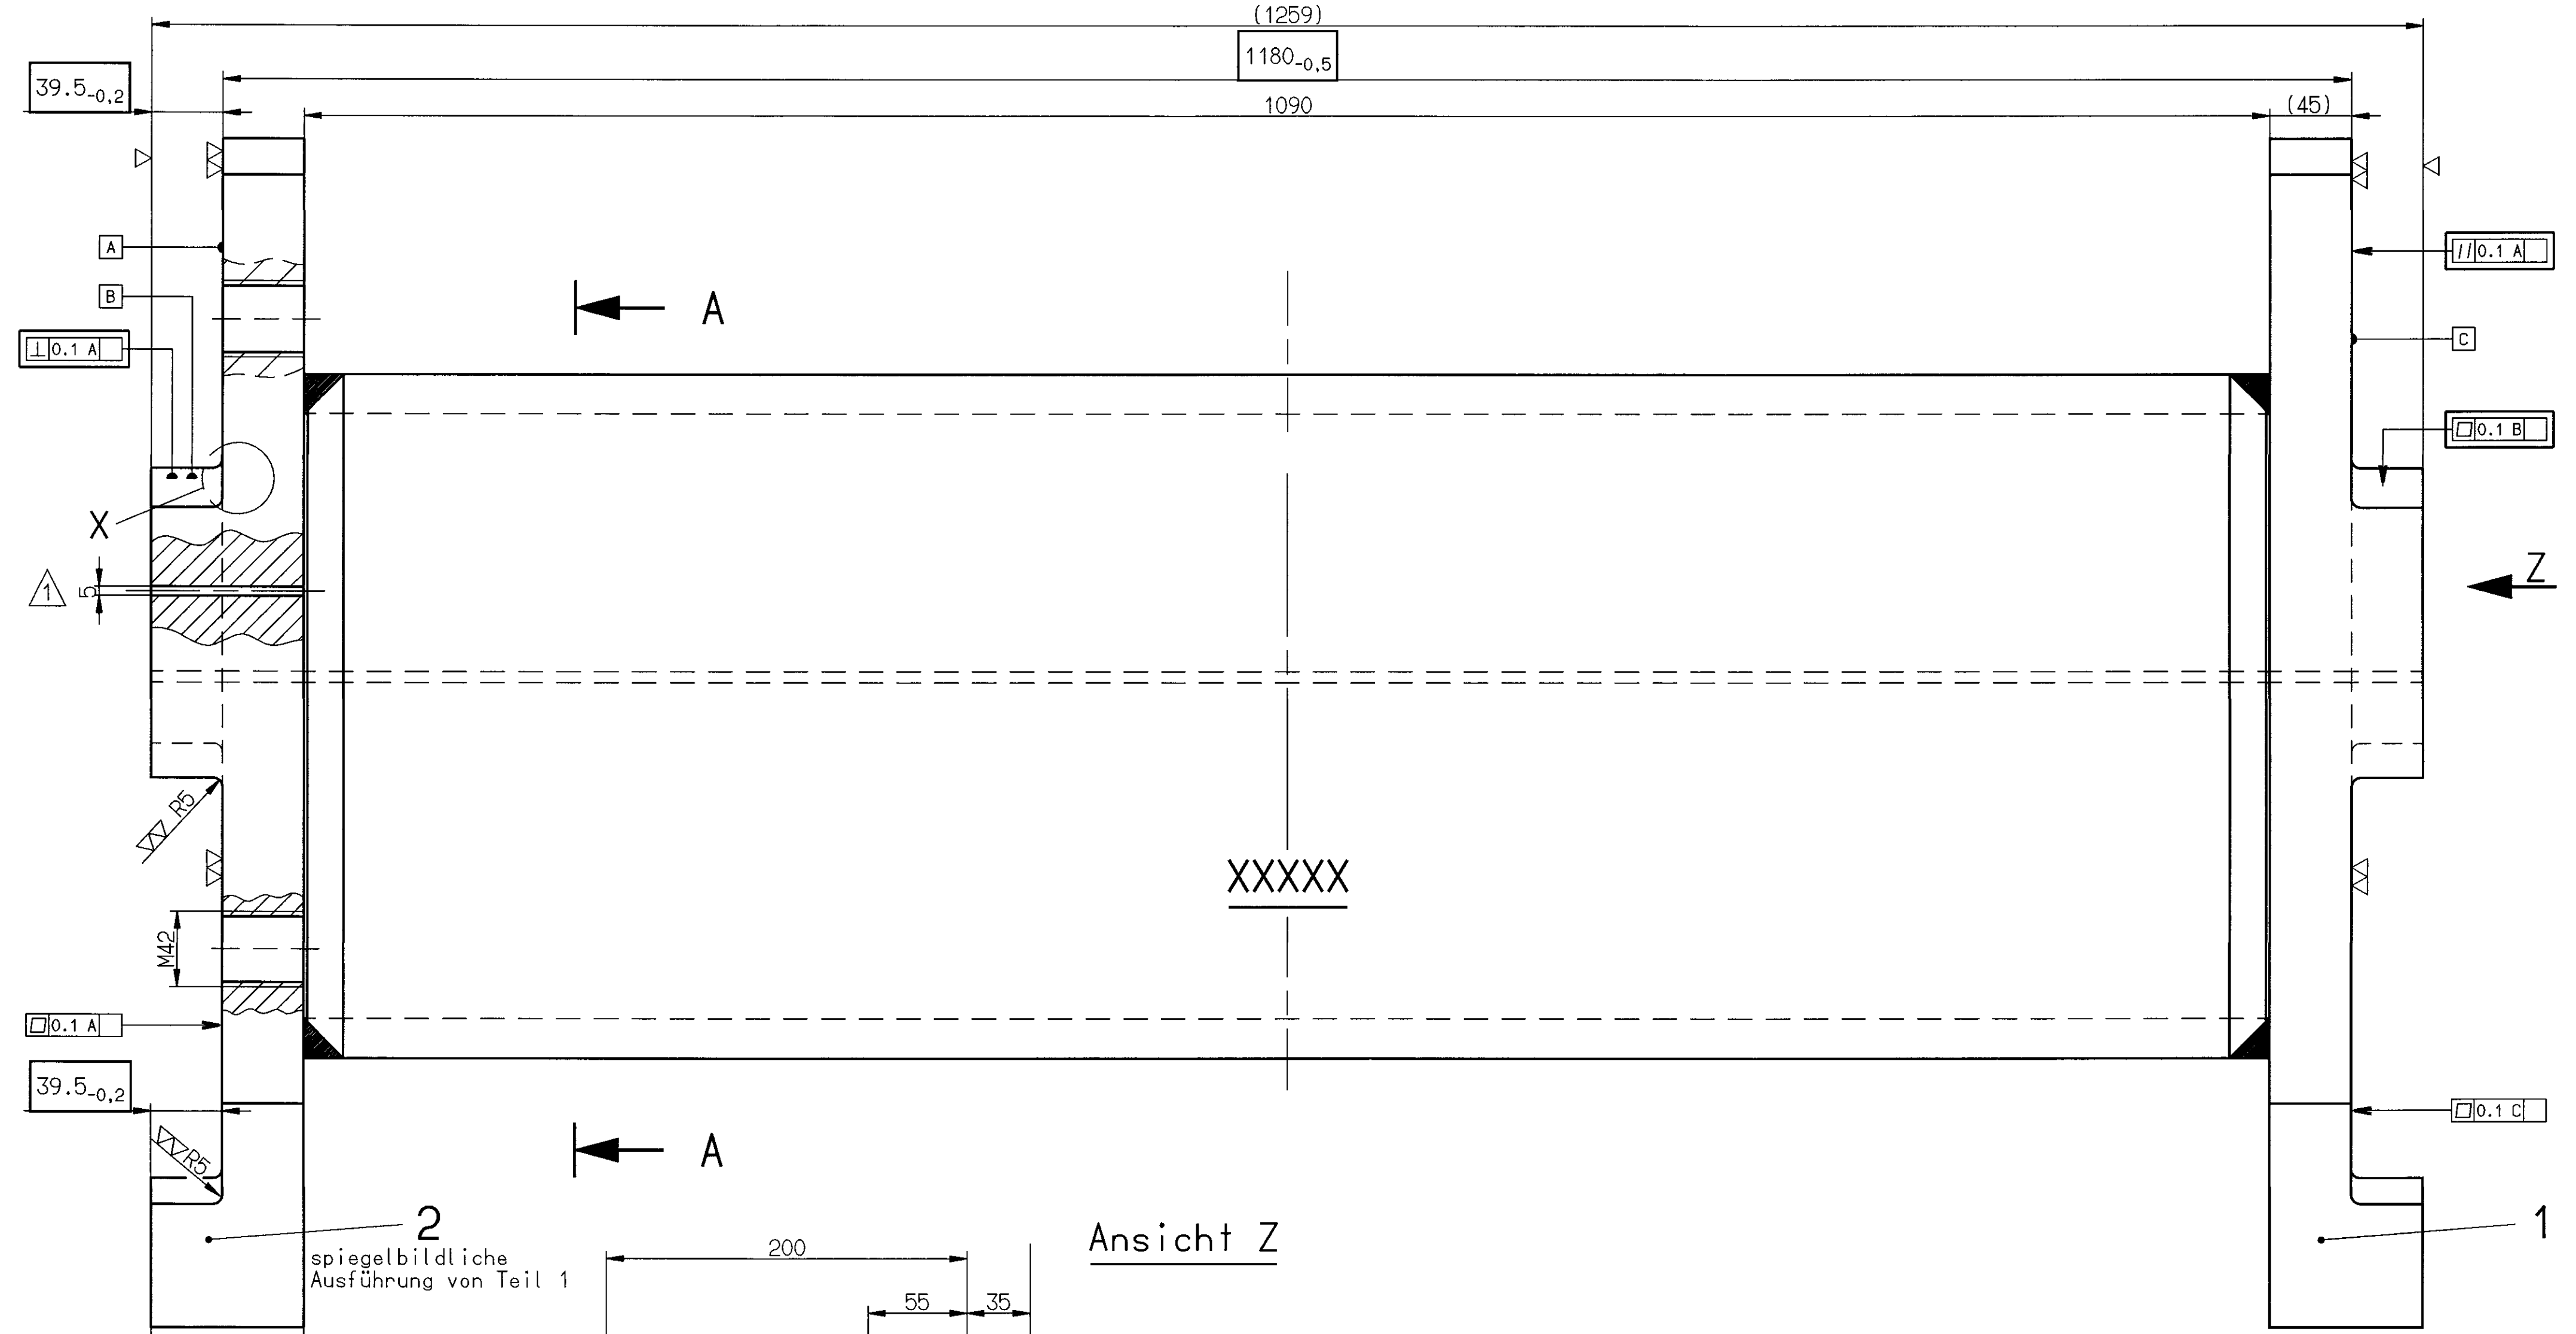 (1259)
1180-0,5
39.5-0,2
1090
(45)
A
// 0.1 A
B
A
C
⊥ 0.1 A
⏥ 0.1 B
X
Z
1
5
R5
XXXXX
M42
⏥ 0.1 A
39.5-0,2
⏥ 0.1 C
R5
A
2
spiegelbildliche
Ausführung von Teil 1
Ansicht Z
1
200
55
35